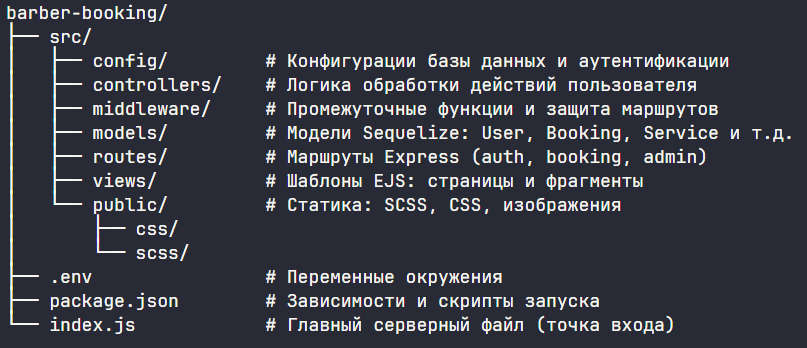 barber-booking/
├── src/
│   ├── config/             # Конфигурации базы данных и аутентификации
│   ├── controllers/        # Логика обработки действий пользователя
│   ├── middleware/         # Промежуточные функции и защита маршрутов
│   ├── models/             # Модели Sequelize: User, Booking, Service и т.д.
│   ├── routes/             # Маршруты Express (auth, booking, admin)
│   ├── views/              # Шаблоны EJS: страницы и фрагменты
│   └── public/             # Статика: SCSS, CSS, изображения
│       ├── css/
│       └── scss/
├── .env                    # Переменные окружения
├── package.json            # Зависимости и скрипты запуска
└── index.js                # Главный серверный файл (точка входа)